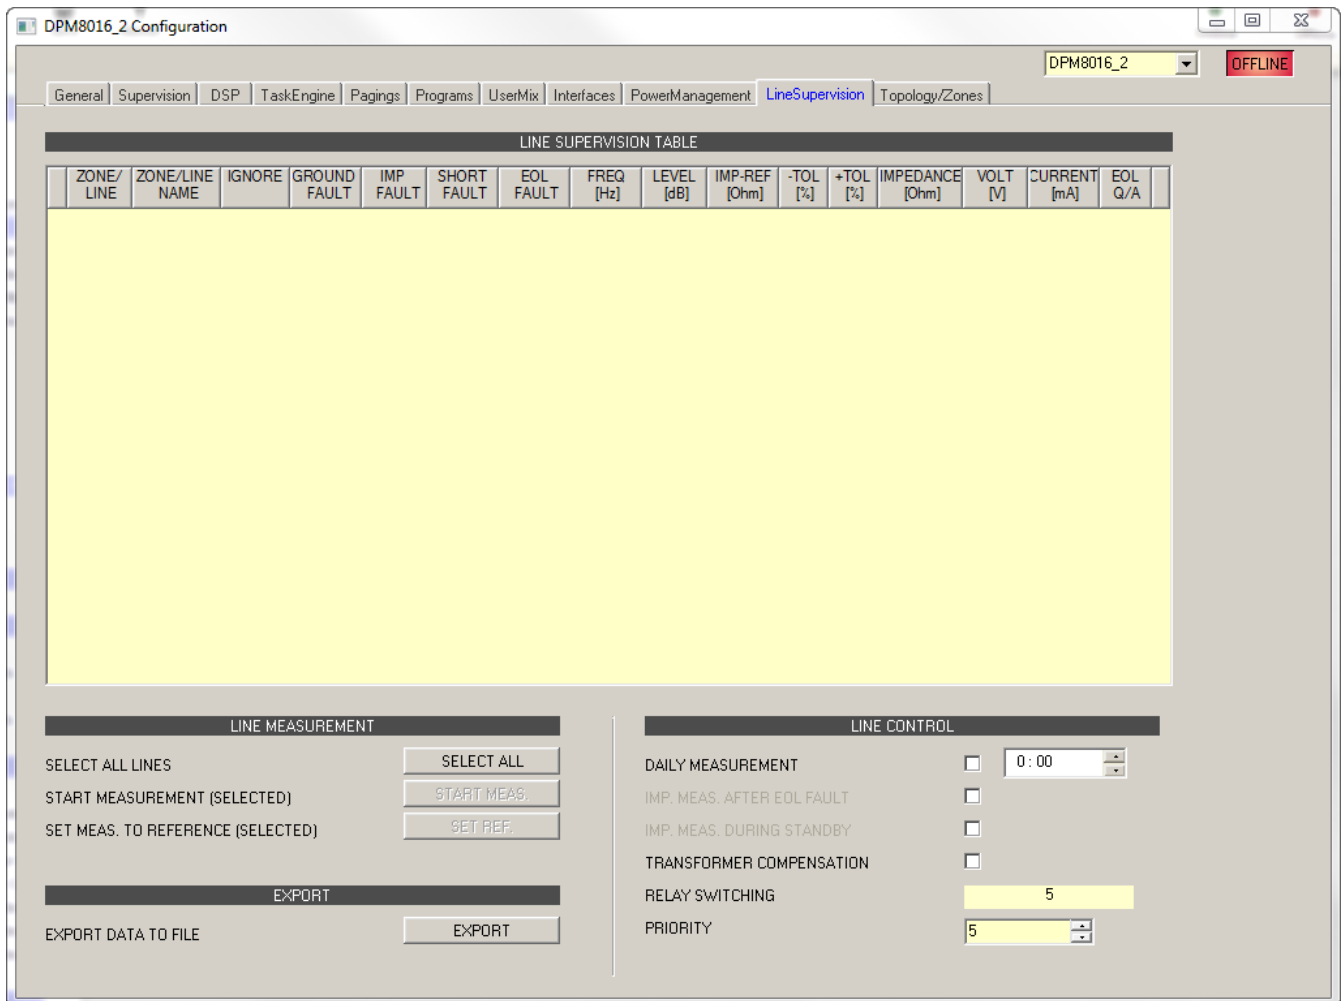 DPM8016_2 Configuration
DPM8016_2 OFFLINE
General Supervision DSP TaskEngine Pagings Programs UserMix Interfaces PowerManagement LineSupervision Topology/Zones
LINE SUPERVISION TABLE
ZONE/ ZONE/LINE IGNORE GROUND IMP SHORT EOL FREQ LEVEL IMP-REF -TOL +TOL IMPEDANCE VOLT CURRENT EOL
LINE NAME FAULT FAULT FAULT FAULT [Hz] [dB] [Ohm] [%] [%] [Ohm] [V] [mA] Q/A
LINE MEASUREMENT
SELECT ALL LINES SELECT ALL
START MEASUREMENT (SELECTED) START MEAS.
SET MEAS. TO REFERENCE (SELECTED) SET REF.
EXPORT
EXPORT DATA TO FILE EXPORT
LINE CONTROL
DAILY MEASUREMENT 0 : 00
IMP. MEAS. AFTER EOL FAULT
IMP. MEAS. DURING STANDBY
TRANSFORMER COMPENSATION
RELAY SWITCHING 5
PRIORITY 5